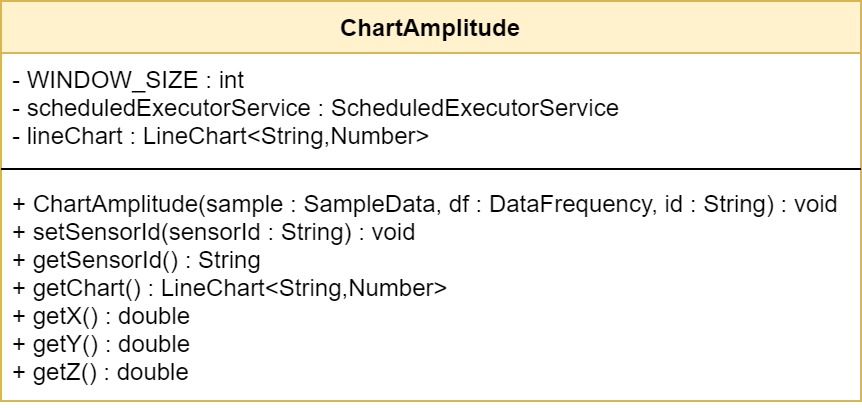 ChartAmplitude
- WINDOW_SIZE : int
- scheduledExecutorService : ScheduledExecutorService
- lineChart : LineChart<String,Number>
+ ChartAmplitude(sample : SampleData, df : DataFrequency, id : String) : void
+ setSensorId(sensorId : String) : void
+ getSensorId() : String
+ getChart() : LineChart<String,Number>
+ getX() : double
+ getY() : double
+ getZ() : double